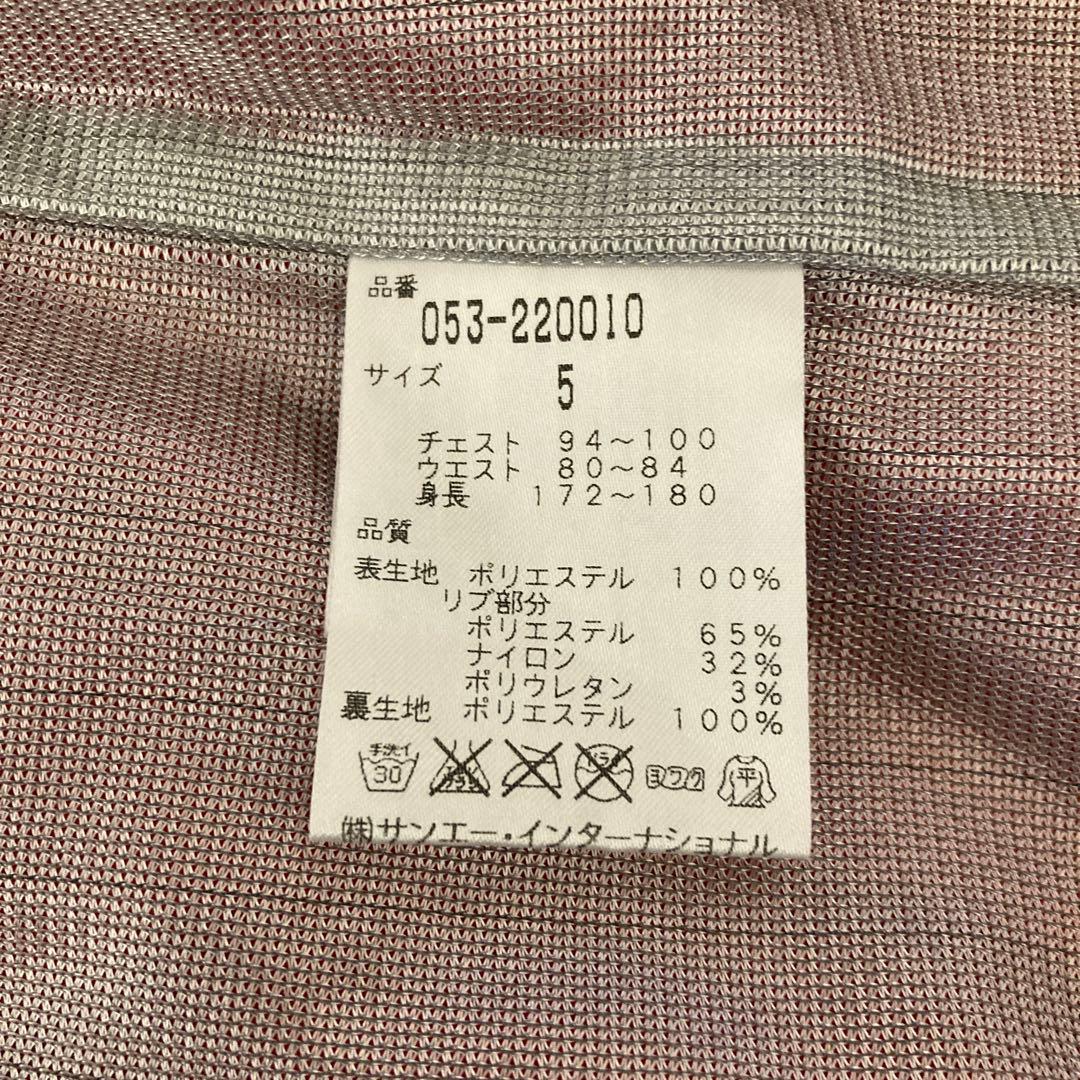 品番
053-220010
サイズ 5
チェスト 94～100
ウエスト 80～84
身長 172～180
品質
表生地 ポリエステル 100%
リブ部分
ポリエステル 65%
ナイロン 32%
ポリウレタン 3%
裏生地 ポリエステル 100%
手洗イ 30 ヨワク 平
㈱サンエー・インターナショナル